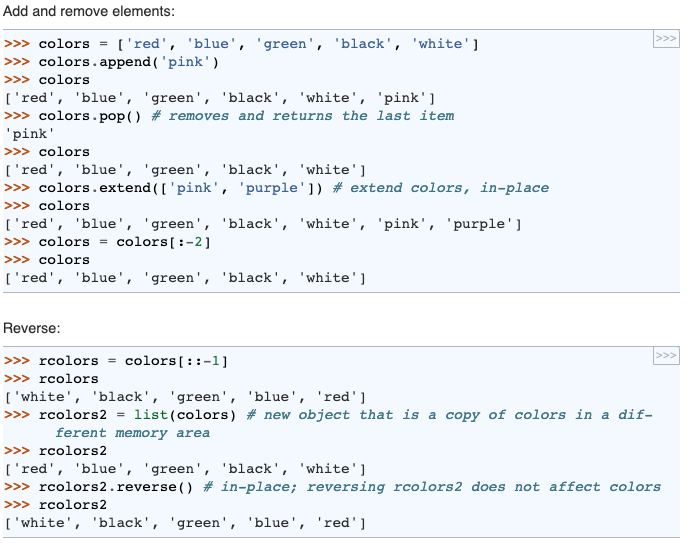 Add and remove elements:
>>>
>>> colors = ['red', 'blue', 'green', 'black', 'white']
>>> colors.append('pink')
>>> colors
['red', 'blue', 'green', 'black', 'white', 'pink']
>>> colors.pop() # removes and returns the last item
'pink'
>>> colors
['red', 'blue', 'green', 'black', 'white']
>>> colors.extend(['pink', 'purple']) # extend colors, in-place
>>> colors
['red', 'blue', 'green', 'black', 'white', 'pink', 'purple']
>>> colors = colors[:-2]
>>> colors
['red', 'blue', 'green', 'black', 'white']
Reverse:
>>>
>>> rcolors = colors[::-1]
>>> rcolors
['white', 'black', 'green', 'blue', 'red']
>>> rcolors2 = list(colors) # new object that is a copy of colors in a dif-
ferent memory area
>>> rcolors2
['red', 'blue', 'green', 'black', 'white']
>>> rcolors2.reverse() # in-place; reversing rcolors2 does not affect colors
>>> rcolors2
['white', 'black', 'green', 'blue', 'red']